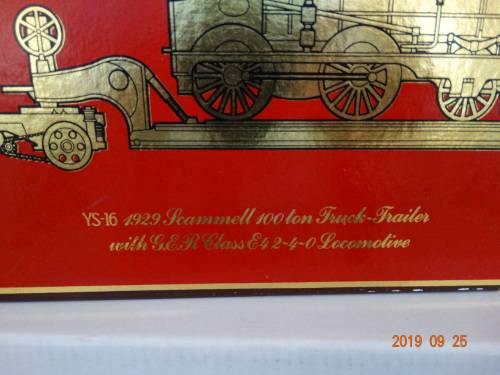 YS-16 1929 Scammell 100 ton Truck-Trailer
with G.E.R Class E4 2-4-0 Locomotive
2019 09 25